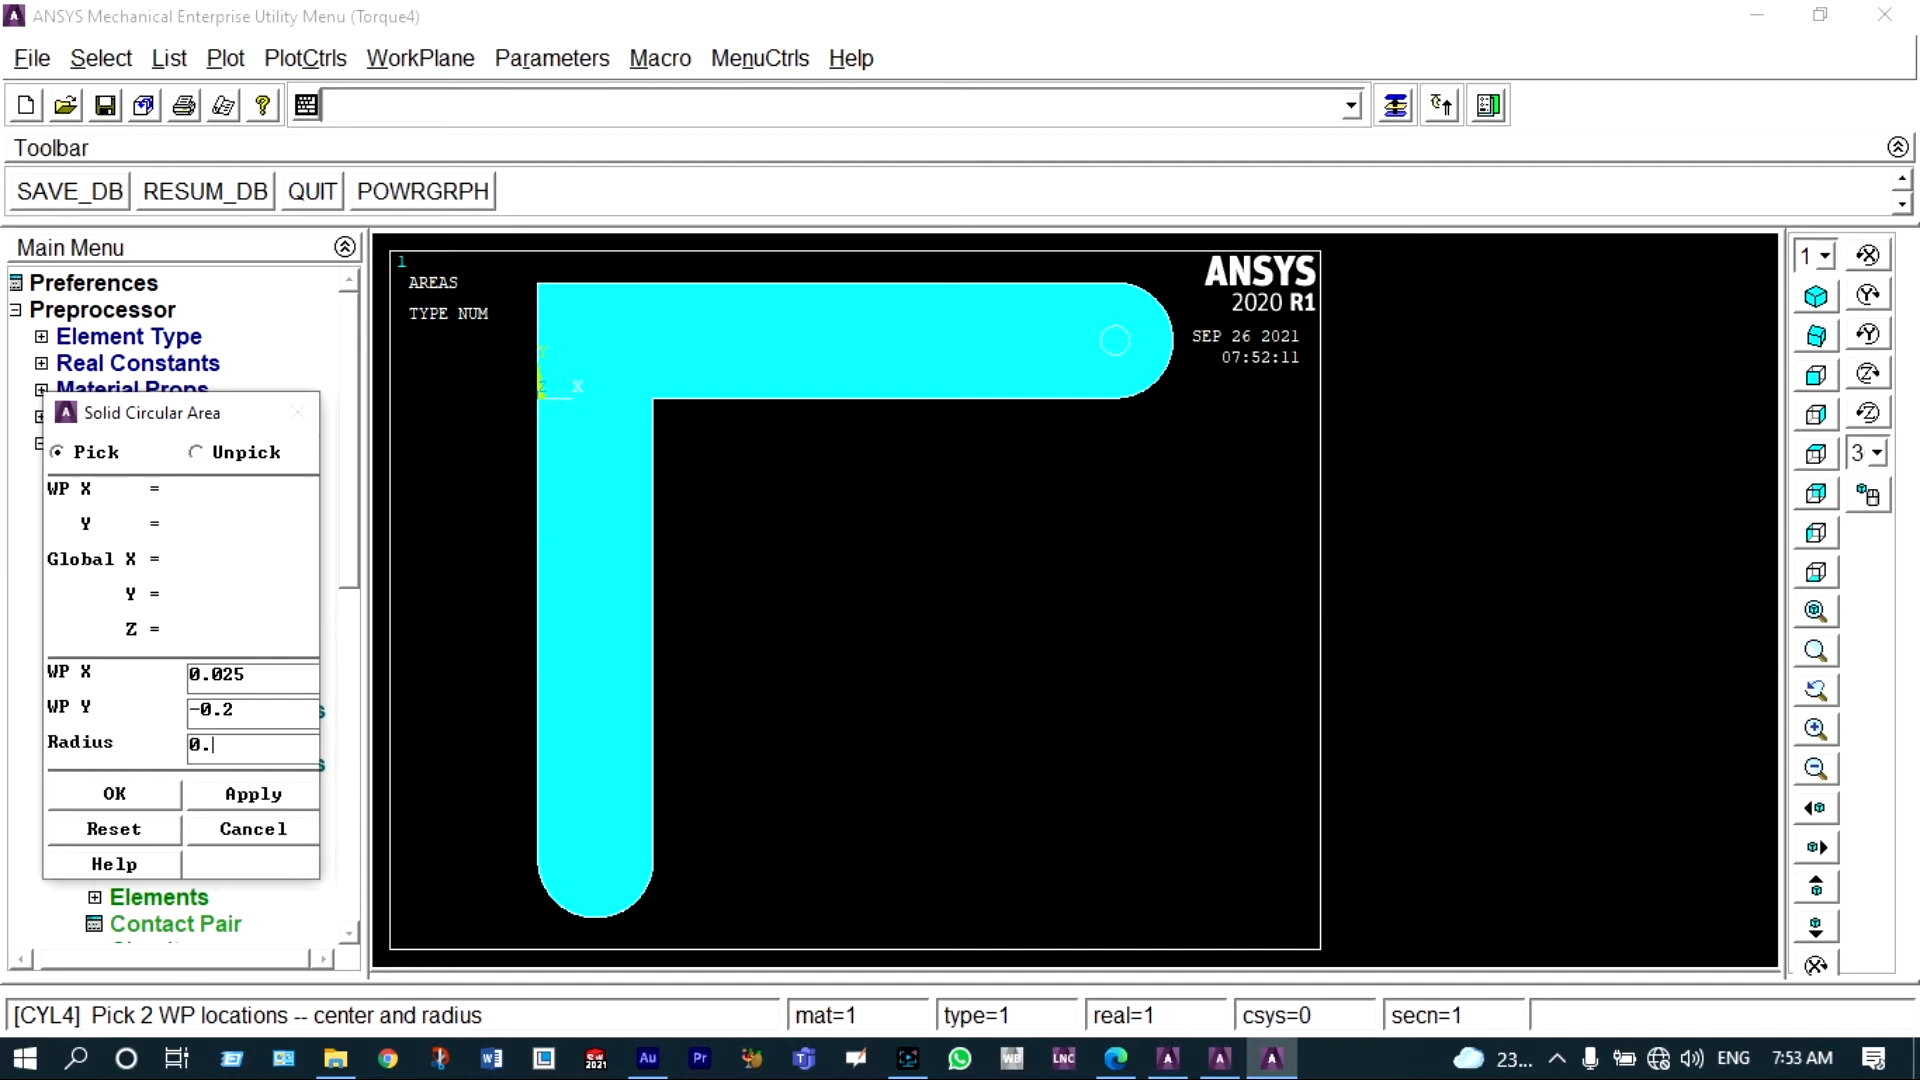 ANSYS Mechanical Enterprise Utility Menu (Torque4)
File Select List Plot PlotCtrls WorkPlane Parameters Macro MenuCtrls Help
Toolbar
SAVE_DB RESUM_DB QUIT POWRGRPH
Main Menu
Preferences
Preprocessor
Element Type
Real Constants
Material Props
Solid Circular Area
Pick Unpick
WP X =
Y =
Global X =
Y =
Z =
WP X 0.025
WP Y -0.2
Radius 0.
OK Apply
Reset Cancel
Help
Elements
Contact Pair
1
AREAS
TYPE NUM
Y
Z X
ANSYS
2020 R1
SEP 26 2021
07:52:11
1
3
[CYL4] Pick 2 WP locations -- center and radius
mat=1 type=1 real=1 csys=0 secn=1
23... ENG 7:53 AM